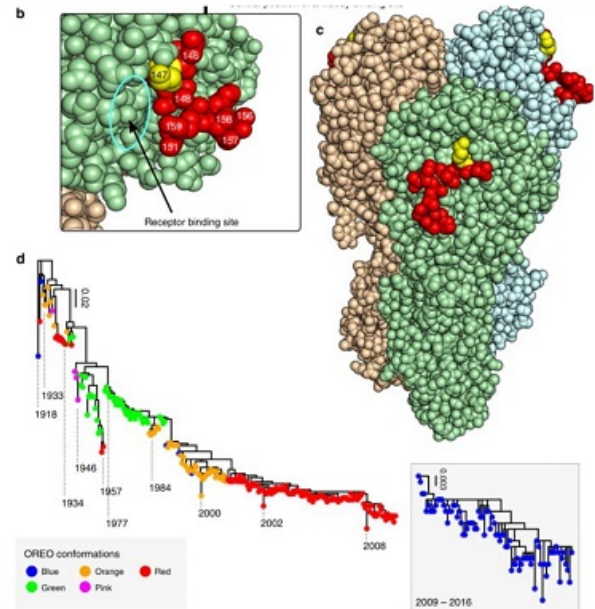 b
146
147
148
159
158
156
157
151
Receptor binding site
c
d
0.02
1933
1918
1946
1957
1984
1934
1977
2000
2002
2008
OREO conformations
Blue Orange Red
Green Pink
0.003
2009 – 2016